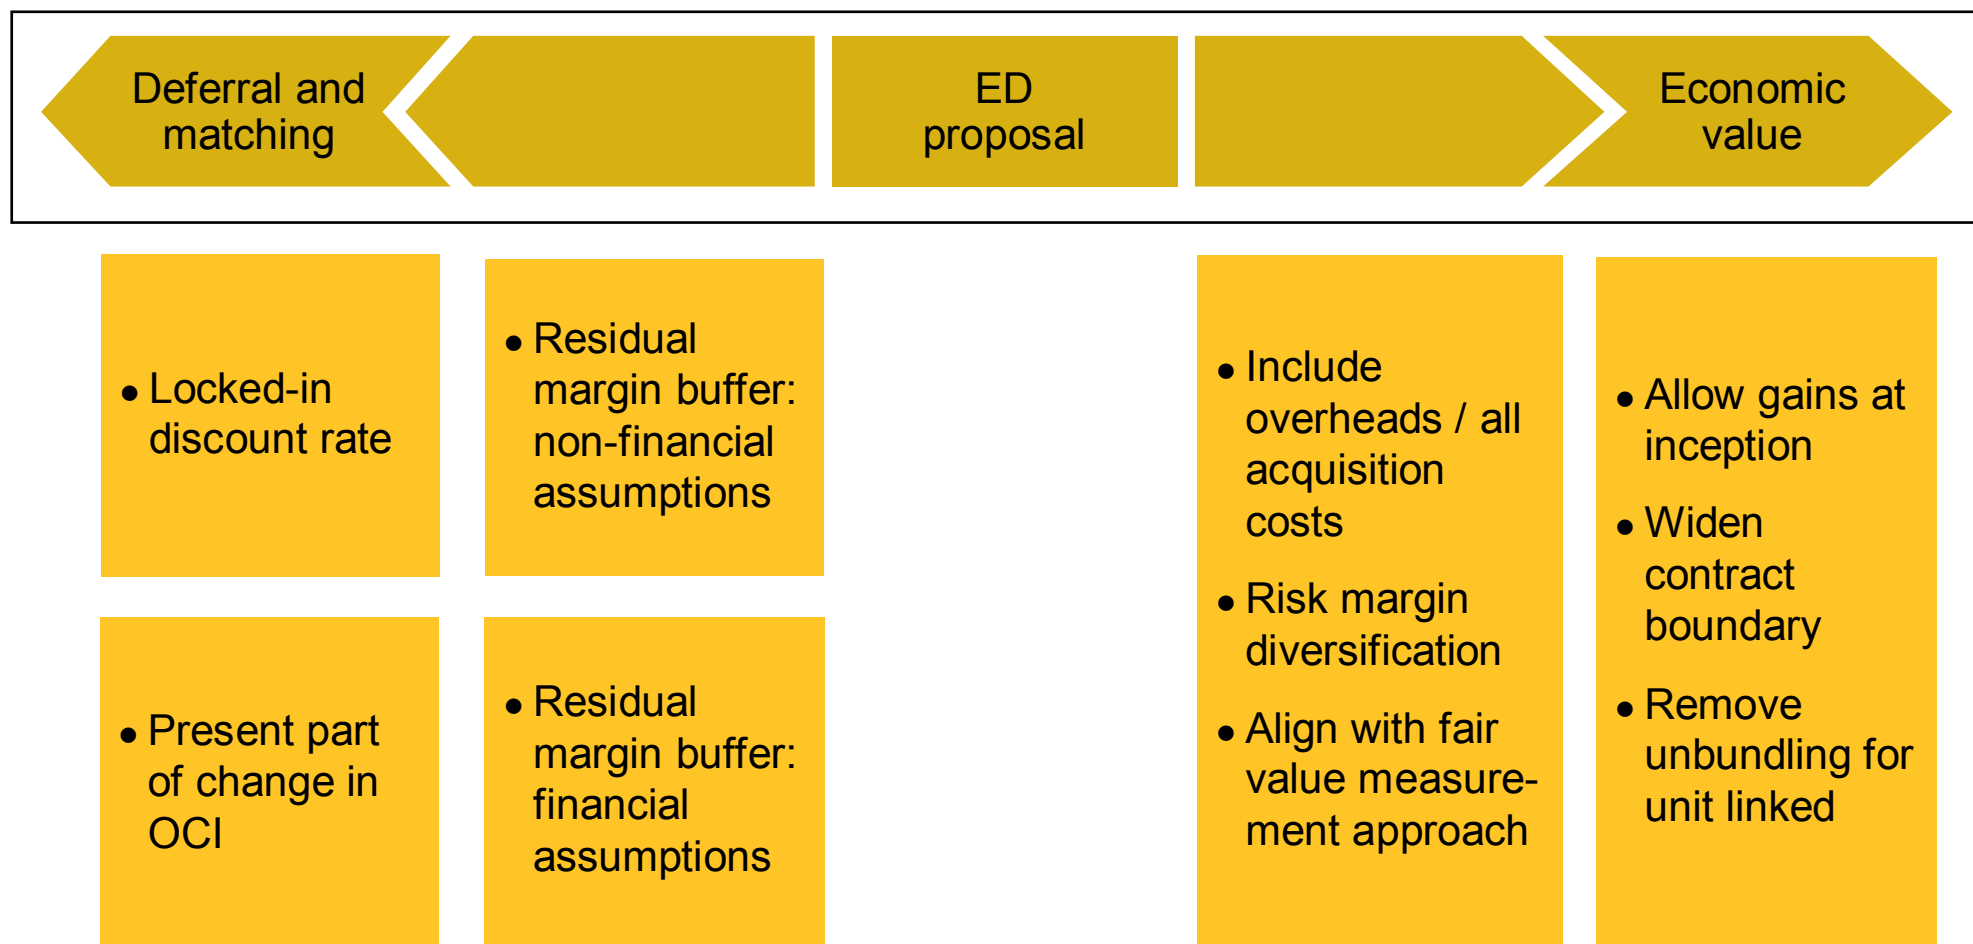 Deferral and
matching
ED
proposal
Economic
value
● Locked-in
discount rate
● Present part
of change in
OCI
● Residual
margin buffer:
non-financial
assumptions
● Residual
margin buffer:
financial
assumptions
● Include
overheads / all
acquisition
costs
● Risk margin
diversification
● Align with fair
value measure-
ment approach
● Allow gains at
inception
● Widen
contract
boundary
● Remove
unbundling for
unit linked